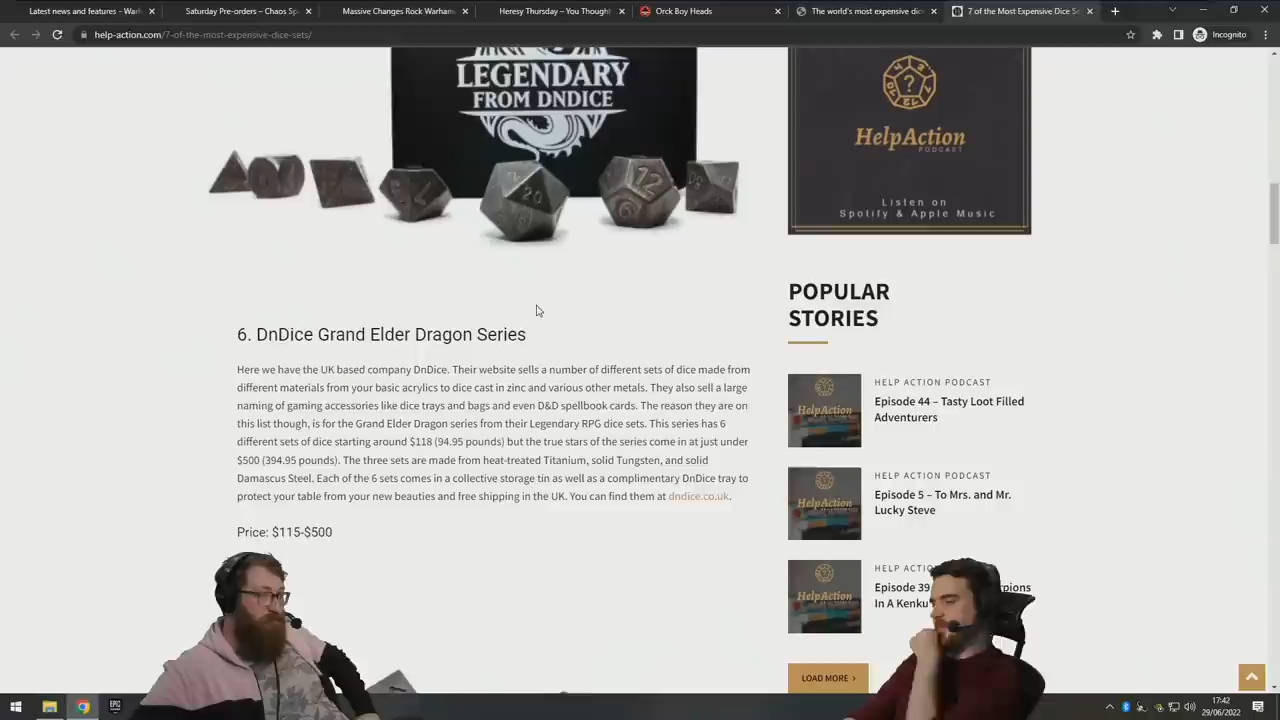 Latest news & rumours - War
Saturday Pre-orders – Chaos Sp
Massive Changes Rock Warham
Heresy Thursday – You Thought
Orck Boy Heads
The world's most expensive dic
7 of the Most Expensive Dice Se
help-action.com/7-of-the-most-expensive-dice-sets/
Incognito
LEGENDARY
FROM DNDICE
20
12
HelpAction
PODCAST
Listen on
Spotify & Apple Music
6. DnDice Grand Elder Dragon Series
Here we have the UK based company DnDice. Their website sells a number of different sets of dice made from
different materials from your basic acrylics to dice cast in zinc and various other metals. They also sell a large
naming of gaming accessories like dice trays and bags and even D&D spellbook cards. The reason they are on
this list though, is for the Grand Elder Dragon series from their Legendary RPG dice sets. This series has 6
different sets of dice starting around $118 (94.95 pounds) but the true stars of the series come in at just under
$500 (394.95 pounds). The three sets are made from heat-treated Titanium, solid Tungsten, and solid
Damascus Steel. Each of the 6 sets comes in a collective storage tin as well as a complimentary DnDice tray to
protect your table from your new beauties and free shipping in the UK. You can find them at dndice.co.uk.
Price: $115-$500
POPULAR
STORIES
HELP ACTION PODCAST
Episode 44 – Tasty Loot Filled
Adventurers
HELP ACTION PODCAST
Episode 5 – To Mrs. and Mr.
Lucky Steve
HELP ACTIO
Episode 39
In A Kenku
LOAD MORE
17:42
29/06/2022